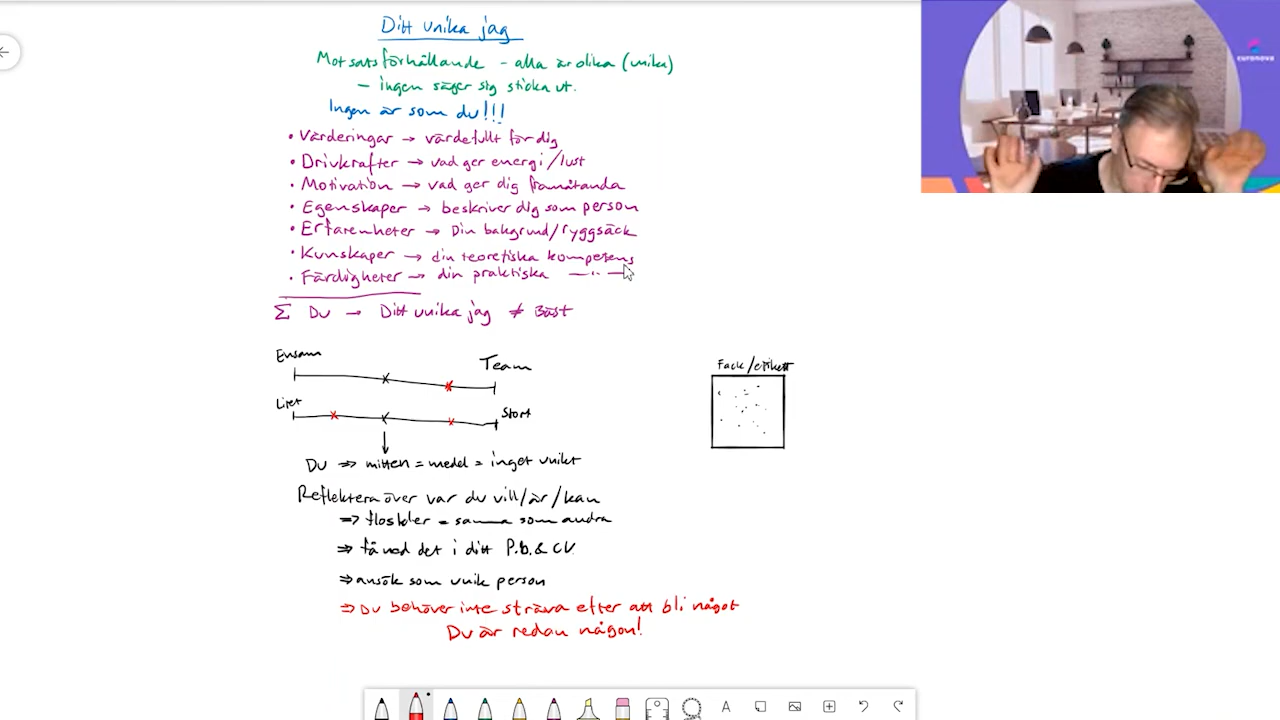 Ditt unika jag
Motsatsförhållande - alla är olika (unika)
- ingen säger sig sticka ut.
Ingen är som du!!!
• Värderingar → värdefullt för dig
• Drivkrafter → vad ger energi/lust
• Motivation → vad ger dig framåtanda
• Egenskaper → beskriver dig som person
• Erfarenheter → Din bakgrund/ryggsäck
• Kunskaper → din teoretiska kompetens
• Färdigheter → din praktiska —··—
Σ Du → Ditt unika jag ≠ Bäst
Ensam Team
Litet Stort
Fack/etikett
Du ⇒ mitten = medel = inget unikt
Reflektera över var du vill/är/kan
⇒ floskler = samma som andra
⇒ få med det i ditt P.b. & CV
⇒ ansök som unik person
⇒ Du behöver inte sträva efter att bli något
Du är redan någon!
curonova
A